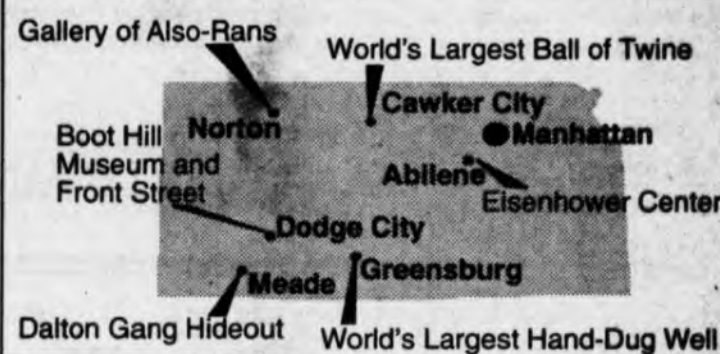 Gallery of Also-Rans
World's Largest Ball of Twine
Cawker City
Norton
Manhattan
Boot Hill
Museum and
Front Street
Abilene
Eisenhower Center
Dodge City
Greensburg
Meade
Dalton Gang Hideout
World's Largest Hand-Dug Well